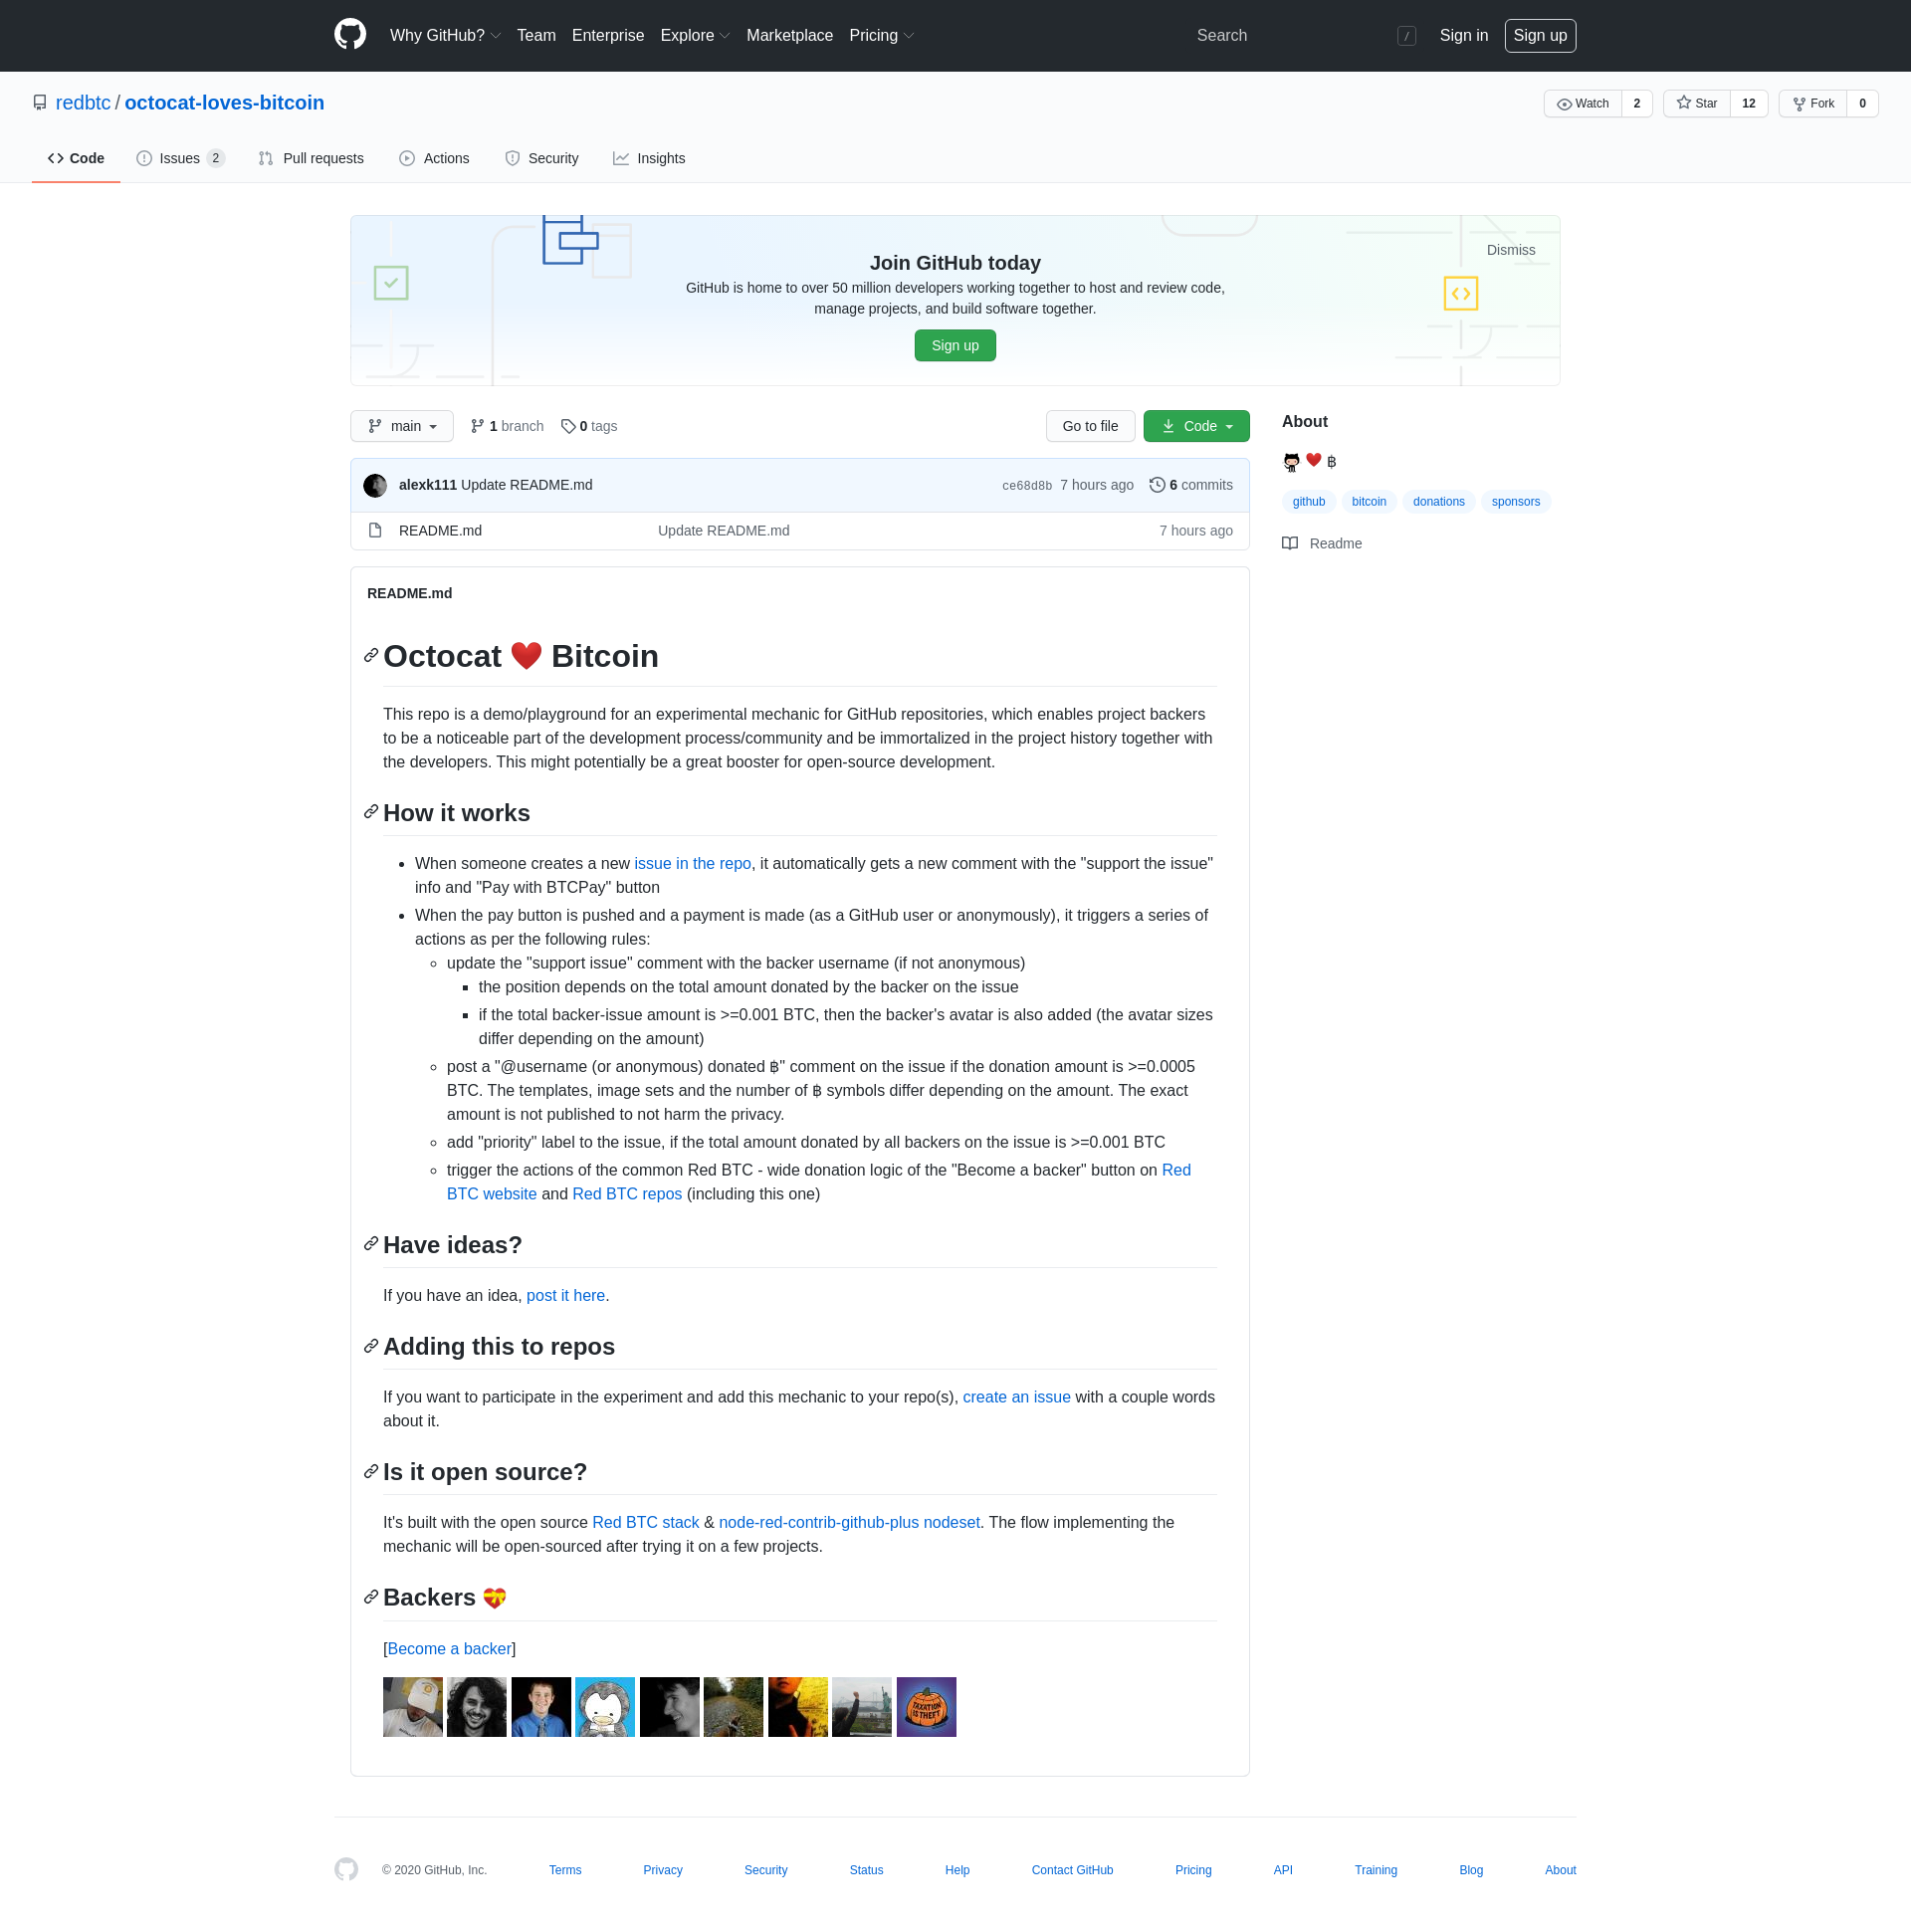 Why GitHub? Team Enterprise Explore Marketplace Pricing Search / Sign in Sign up
redbtc / octocat-loves-bitcoin
Watch 2 Star 12 Fork 0
Code Issues 2 Pull requests Actions Security Insights
Dismiss
Join GitHub today
GitHub is home to over 50 million developers working together to host and review code,
manage projects, and build software together.
Sign up
main 1 branch 0 tags Go to file Code
alexk111 Update README.md ce68d8b 7 hours ago 6 commits
README.md Update README.md 7 hours ago
About
❤️ ฿
github bitcoin donations sponsors
Readme
README.md
Octocat ❤️ Bitcoin
This repo is a demo/playground for an experimental mechanic for GitHub repositories, which enables project backers
to be a noticeable part of the development process/community and be immortalized in the project history together with
the developers. This might potentially be a great booster for open-source development.
How it works
When someone creates a new issue in the repo, it automatically gets a new comment with the "support the issue"
info and "Pay with BTCPay" button
When the pay button is pushed and a payment is made (as a GitHub user or anonymously), it triggers a series of
actions as per the following rules:
update the "support issue" comment with the backer username (if not anonymous)
the position depends on the total amount donated by the backer on the issue
if the total backer-issue amount is >=0.001 BTC, then the backer's avatar is also added (the avatar sizes
differ depending on the amount)
post a "@username (or anonymous) donated ฿" comment on the issue if the donation amount is >=0.0005
BTC. The templates, image sets and the number of ฿ symbols differ depending on the amount. The exact
amount is not published to not harm the privacy.
add "priority" label to the issue, if the total amount donated by all backers on the issue is >=0.001 BTC
trigger the actions of the common Red BTC - wide donation logic of the "Become a backer" button on Red
BTC website and Red BTC repos (including this one)
Have ideas?
If you have an idea, post it here.
Adding this to repos
If you want to participate in the experiment and add this mechanic to your repo(s), create an issue with a couple words
about it.
Is it open source?
It's built with the open source Red BTC stack & node-red-contrib-github-plus nodeset. The flow implementing the
mechanic will be open-sourced after trying it on a few projects.
Backers 💝
[Become a backer]
TAXATION
IS THEFT
© 2020 GitHub, Inc. Terms Privacy Security Status Help Contact GitHub Pricing API Training Blog About